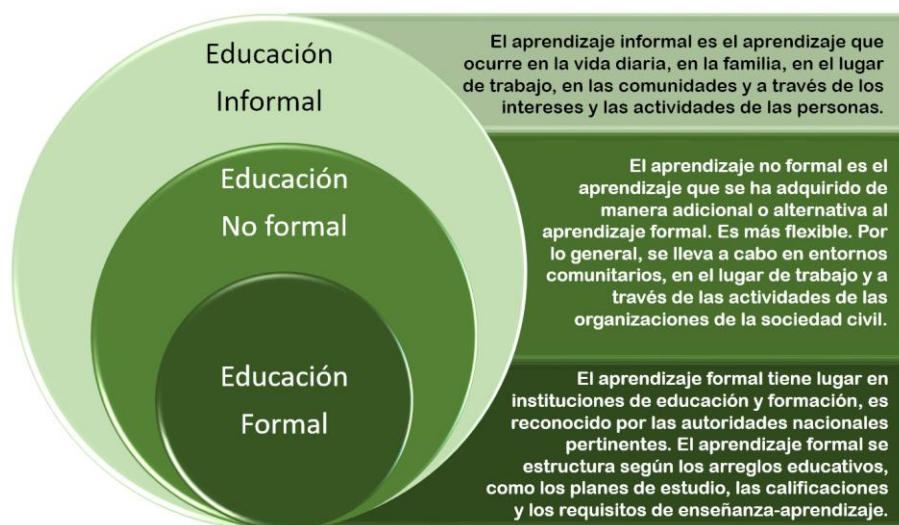 Educación
Informal
El aprendizaje informal es el aprendizaje que
ocurre en la vida diaria, en la familia, en el lugar
de trabajo, en las comunidades y a través de los
intereses y las actividades de las personas.
Educación
No formal
El aprendizaje no formal es el
aprendizaje que se ha adquirido de
manera adicional o alternativa al
aprendizaje formal. Es más flexible. Por
lo general, se lleva a cabo en entornos
comunitarios, en el lugar de trabajo y a
través de las actividades de las
organizaciones de la sociedad civil.
Educación
Formal
El aprendizaje formal tiene lugar en
instituciones de educación y formación, es
reconocido por las autoridades nacionales
pertinentes. El aprendizaje formal se
estructura según los arreglos educativos,
como los planes de estudio, las calificaciones
y los requisitos de enseñanza-aprendizaje.